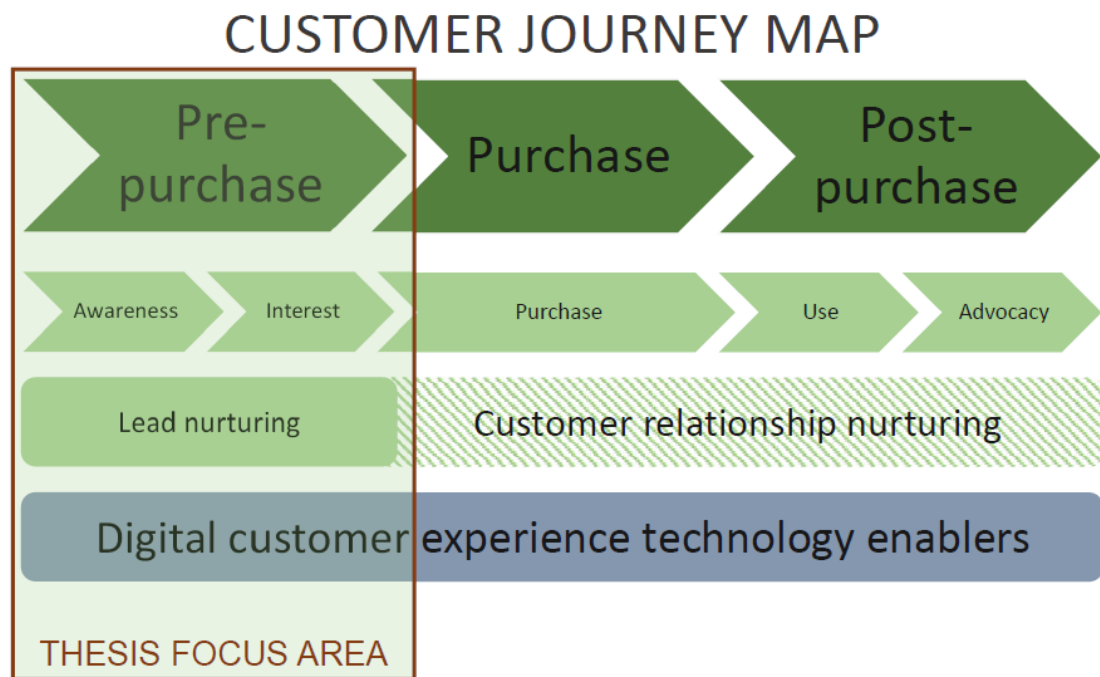 CUSTOMER JOURNEY MAP
Pre-
purchase
Purchase
Post-
purchase
Awareness
Interest
Purchase
Use
Advocacy
Lead nurturing
Customer relationship nurturing
Digital customer experience technology enablers
THESIS FOCUS AREA